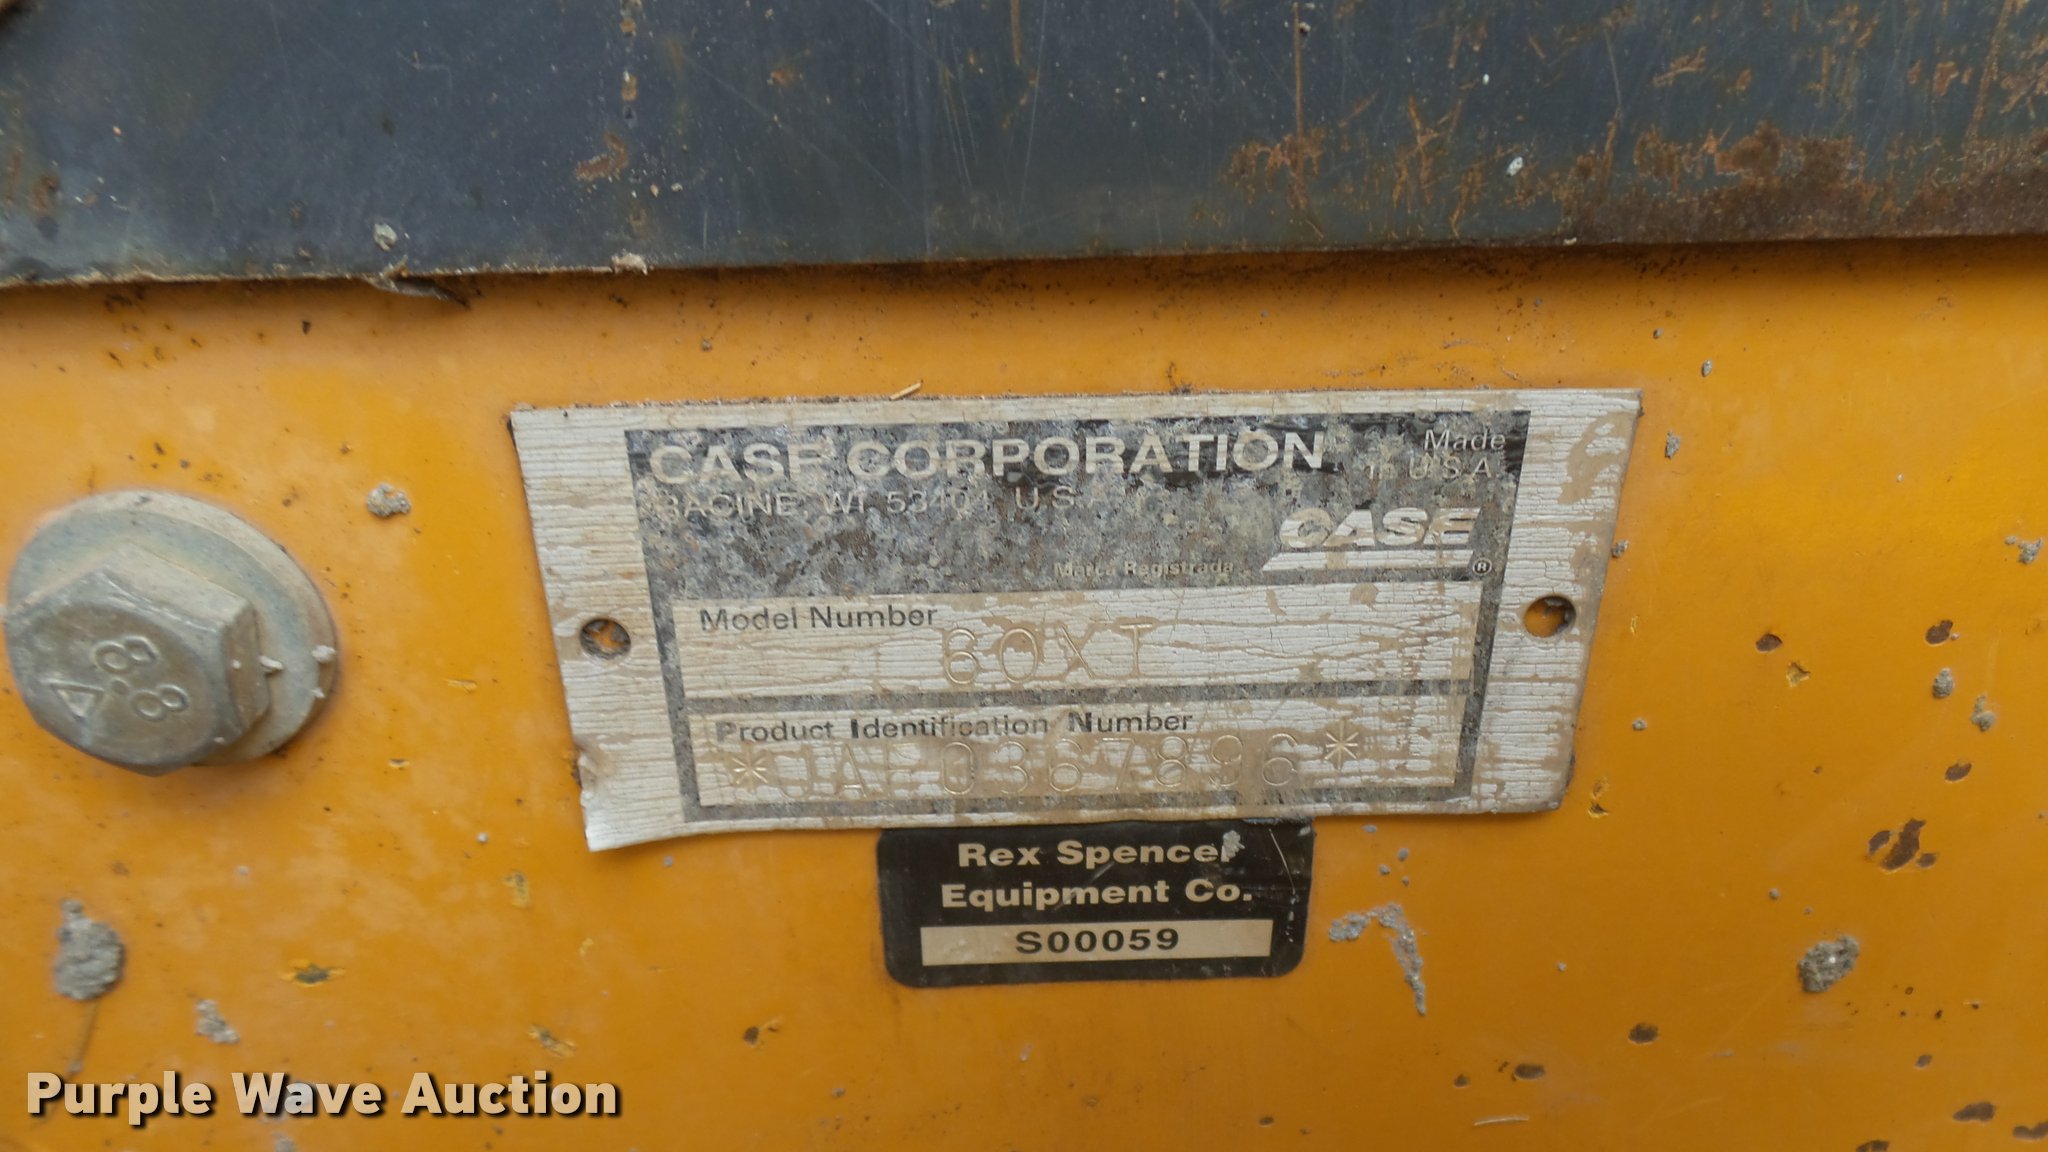 CASE CORPORATION
Made
in U.S.A.
RACINE, WI 53404 U.S.
CASE
Marca Registrada ®
Model Number
60XT
Product Identification Number
*JAF0367896*
Rex Spencer
Equipment Co.
S00059
8.8
Purple Wave Auction